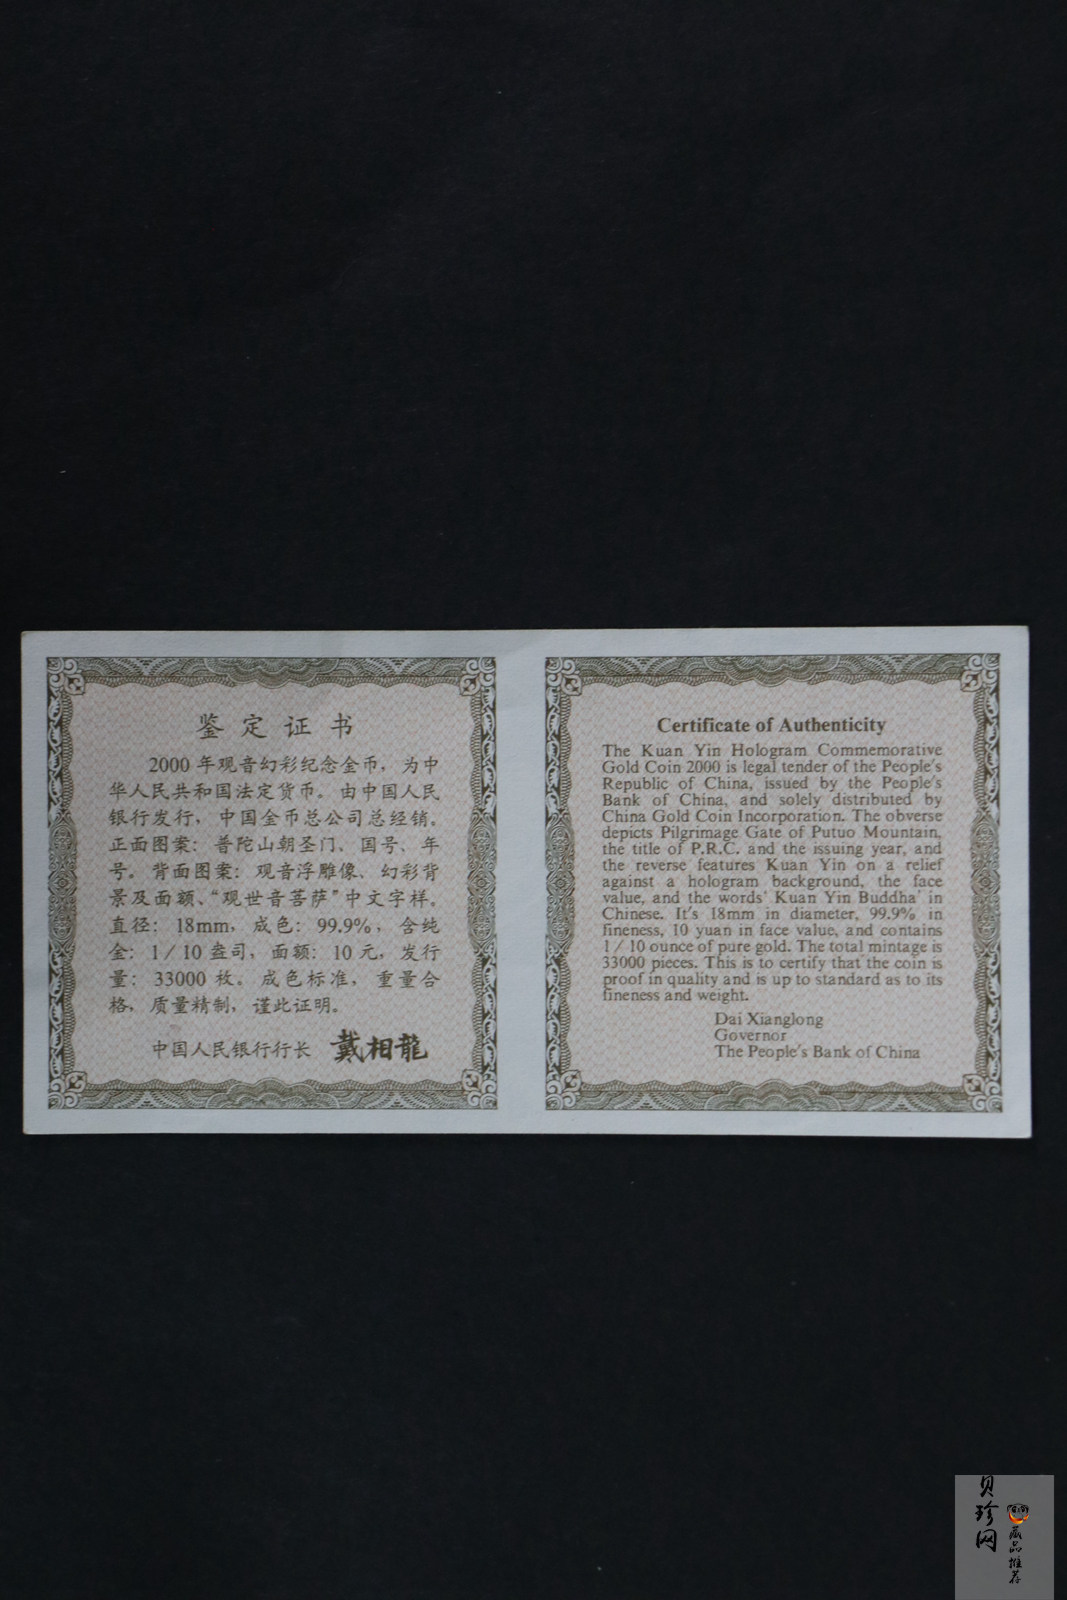 鉴定证书
2000年观音幻彩纪念金币，为中
华人民共和国法定货币。由中国人民
银行发行，中国金币总公司总经销。
正面图案：普陀山朝圣门、国号、年
号。背面图案：观音浮雕像、幻彩背
景及面额、“观世音菩萨”中文字样。
直径：18mm，成色：99.9%，含纯
金：1/10盎司，面额：10元，发行
量：33000枚。成色标准，重量合
格，质量精制，谨此证明。
中国人民银行行长 戴相龍
Certificate of Authenticity
The Kuan Yin Hologram Commemorative
Gold Coin 2000 is legal tender of the People's
Republic of China, issued by the People's
Bank of China, and solely distributed by
China Gold Coin Incorporation. The obverse
depicts Pilgrimage Gate of Putuo Mountain,
the title of P.R.C. and the issuing year, and
the reverse features Kuan Yin on a relief
against a hologram background, the face
value, and the words' Kuan Yin Buddha' in
Chinese. It's 18mm in diameter, 99.9% in
fineness, 10 yuan in face value, and contains
1/10 ounce of pure gold. The total mintage is
33000 pieces. This is to certify that the coin is
proof in quality and is up to standard as to its
fineness and weight.
Dai Xianglong
Governor
The People's Bank of China
贝珍网
藏品推荐